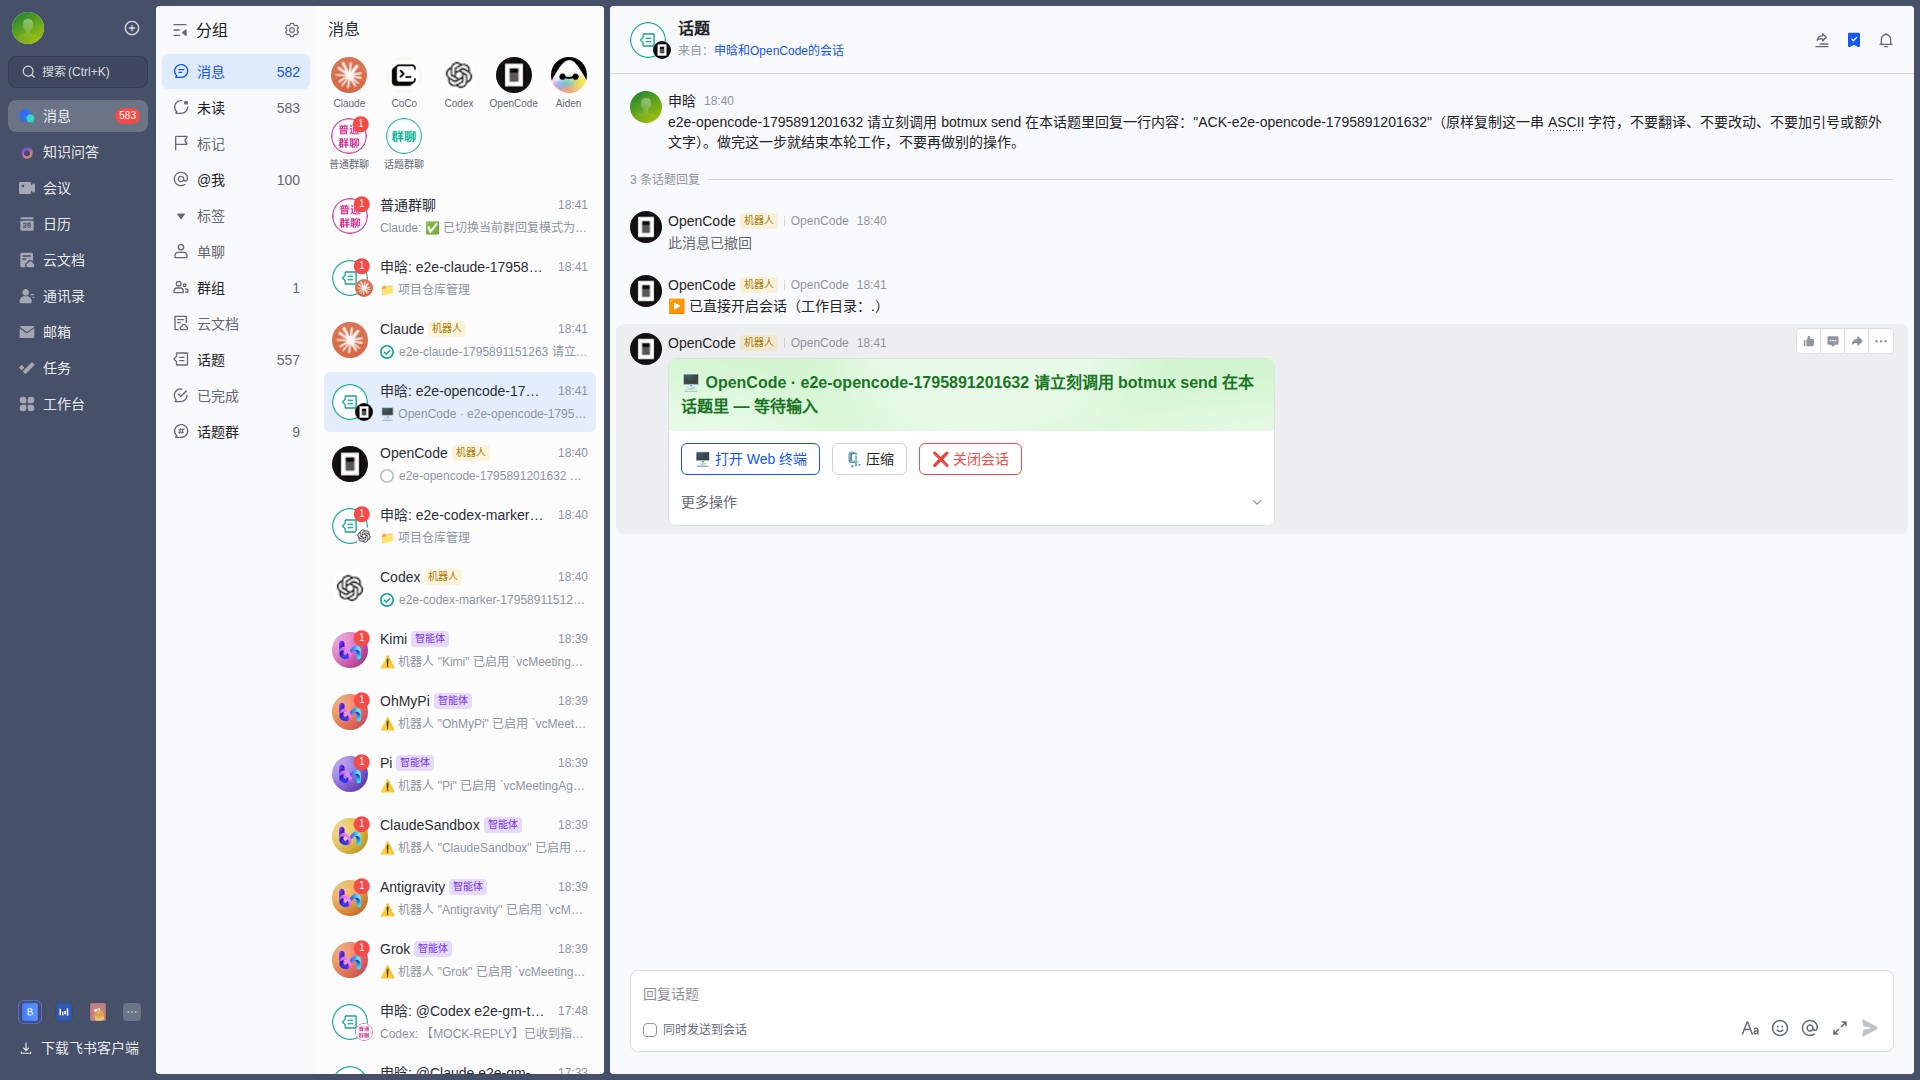 搜索 (Ctrl+K)
消息 583
知识问答
会议
日历
云文档
通讯录
邮箱
任务
工作台
下载飞书客户端
分组
消息 582
未读 583
标记
@我 100
标签
单聊
群组 1
云文档
话题 557
已完成
话题群 9
消息
Claude
CoCo
Codex
OpenCode
Aiden
普通群聊 1
普通群聊
群聊
话题群聊
普通群聊 18:41
Claude: ✅ 已切换当前群回复模式为…
申晗: e2e-claude-17958… 18:41
📁 项目仓库管理
Claude 机器人 18:41
e2e-claude-1795891151263 请立…
申晗: e2e-opencode-17… 18:41
🖥️ OpenCode · e2e-opencode-1795…
OpenCode 机器人 18:40
e2e-opencode-1795891201632 …
申晗: e2e-codex-marker… 18:40
📁 项目仓库管理
Codex 机器人 18:40
e2e-codex-marker-17958911512…
Kimi 智能体 18:39
⚠️ 机器人 "Kimi" 已启用 `vcMeeting…
OhMyPi 智能体 18:39
⚠️ 机器人 "OhMyPi" 已启用 `vcMeet…
Pi 智能体 18:39
⚠️ 机器人 "Pi" 已启用 `vcMeetingAg…
ClaudeSandbox 智能体 18:39
⚠️ 机器人 "ClaudeSandbox" 已启用 …
Antigravity 智能体 18:39
⚠️ 机器人 "Antigravity" 已启用 `vcM…
Grok 智能体 18:39
⚠️ 机器人 "Grok" 已启用 `vcMeeting…
申晗: @Codex e2e-gm-t… 17:48
Codex: 【MOCK-REPLY】已收到指…
申晗: @Claude e2e-gm-… 17:33
话题
来自：申晗和OpenCode的会话
申晗 18:40
e2e-opencode-1795891201632 请立刻调用 botmux send 在本话题里回复一行内容："ACK-e2e-opencode-1795891201632"（原样复制这一串 ASCII 字符，不要翻译、不要改动、不要加引号或额外
文字）。做完这一步就结束本轮工作，不要再做别的操作。
3 条话题回复
OpenCode 机器人 OpenCode 18:40
此消息已撤回
OpenCode 机器人 OpenCode 18:41
▶️ 已直接开启会话（工作目录：.）
OpenCode 机器人 OpenCode 18:41
🖥️ OpenCode · e2e-opencode-1795891201632 请立刻调用 botmux send 在本
话题里 — 等待输入
🖥️ 打开 Web 终端
🗜️ 压缩
❌ 关闭会话
更多操作
回复话题
同时发送到会话